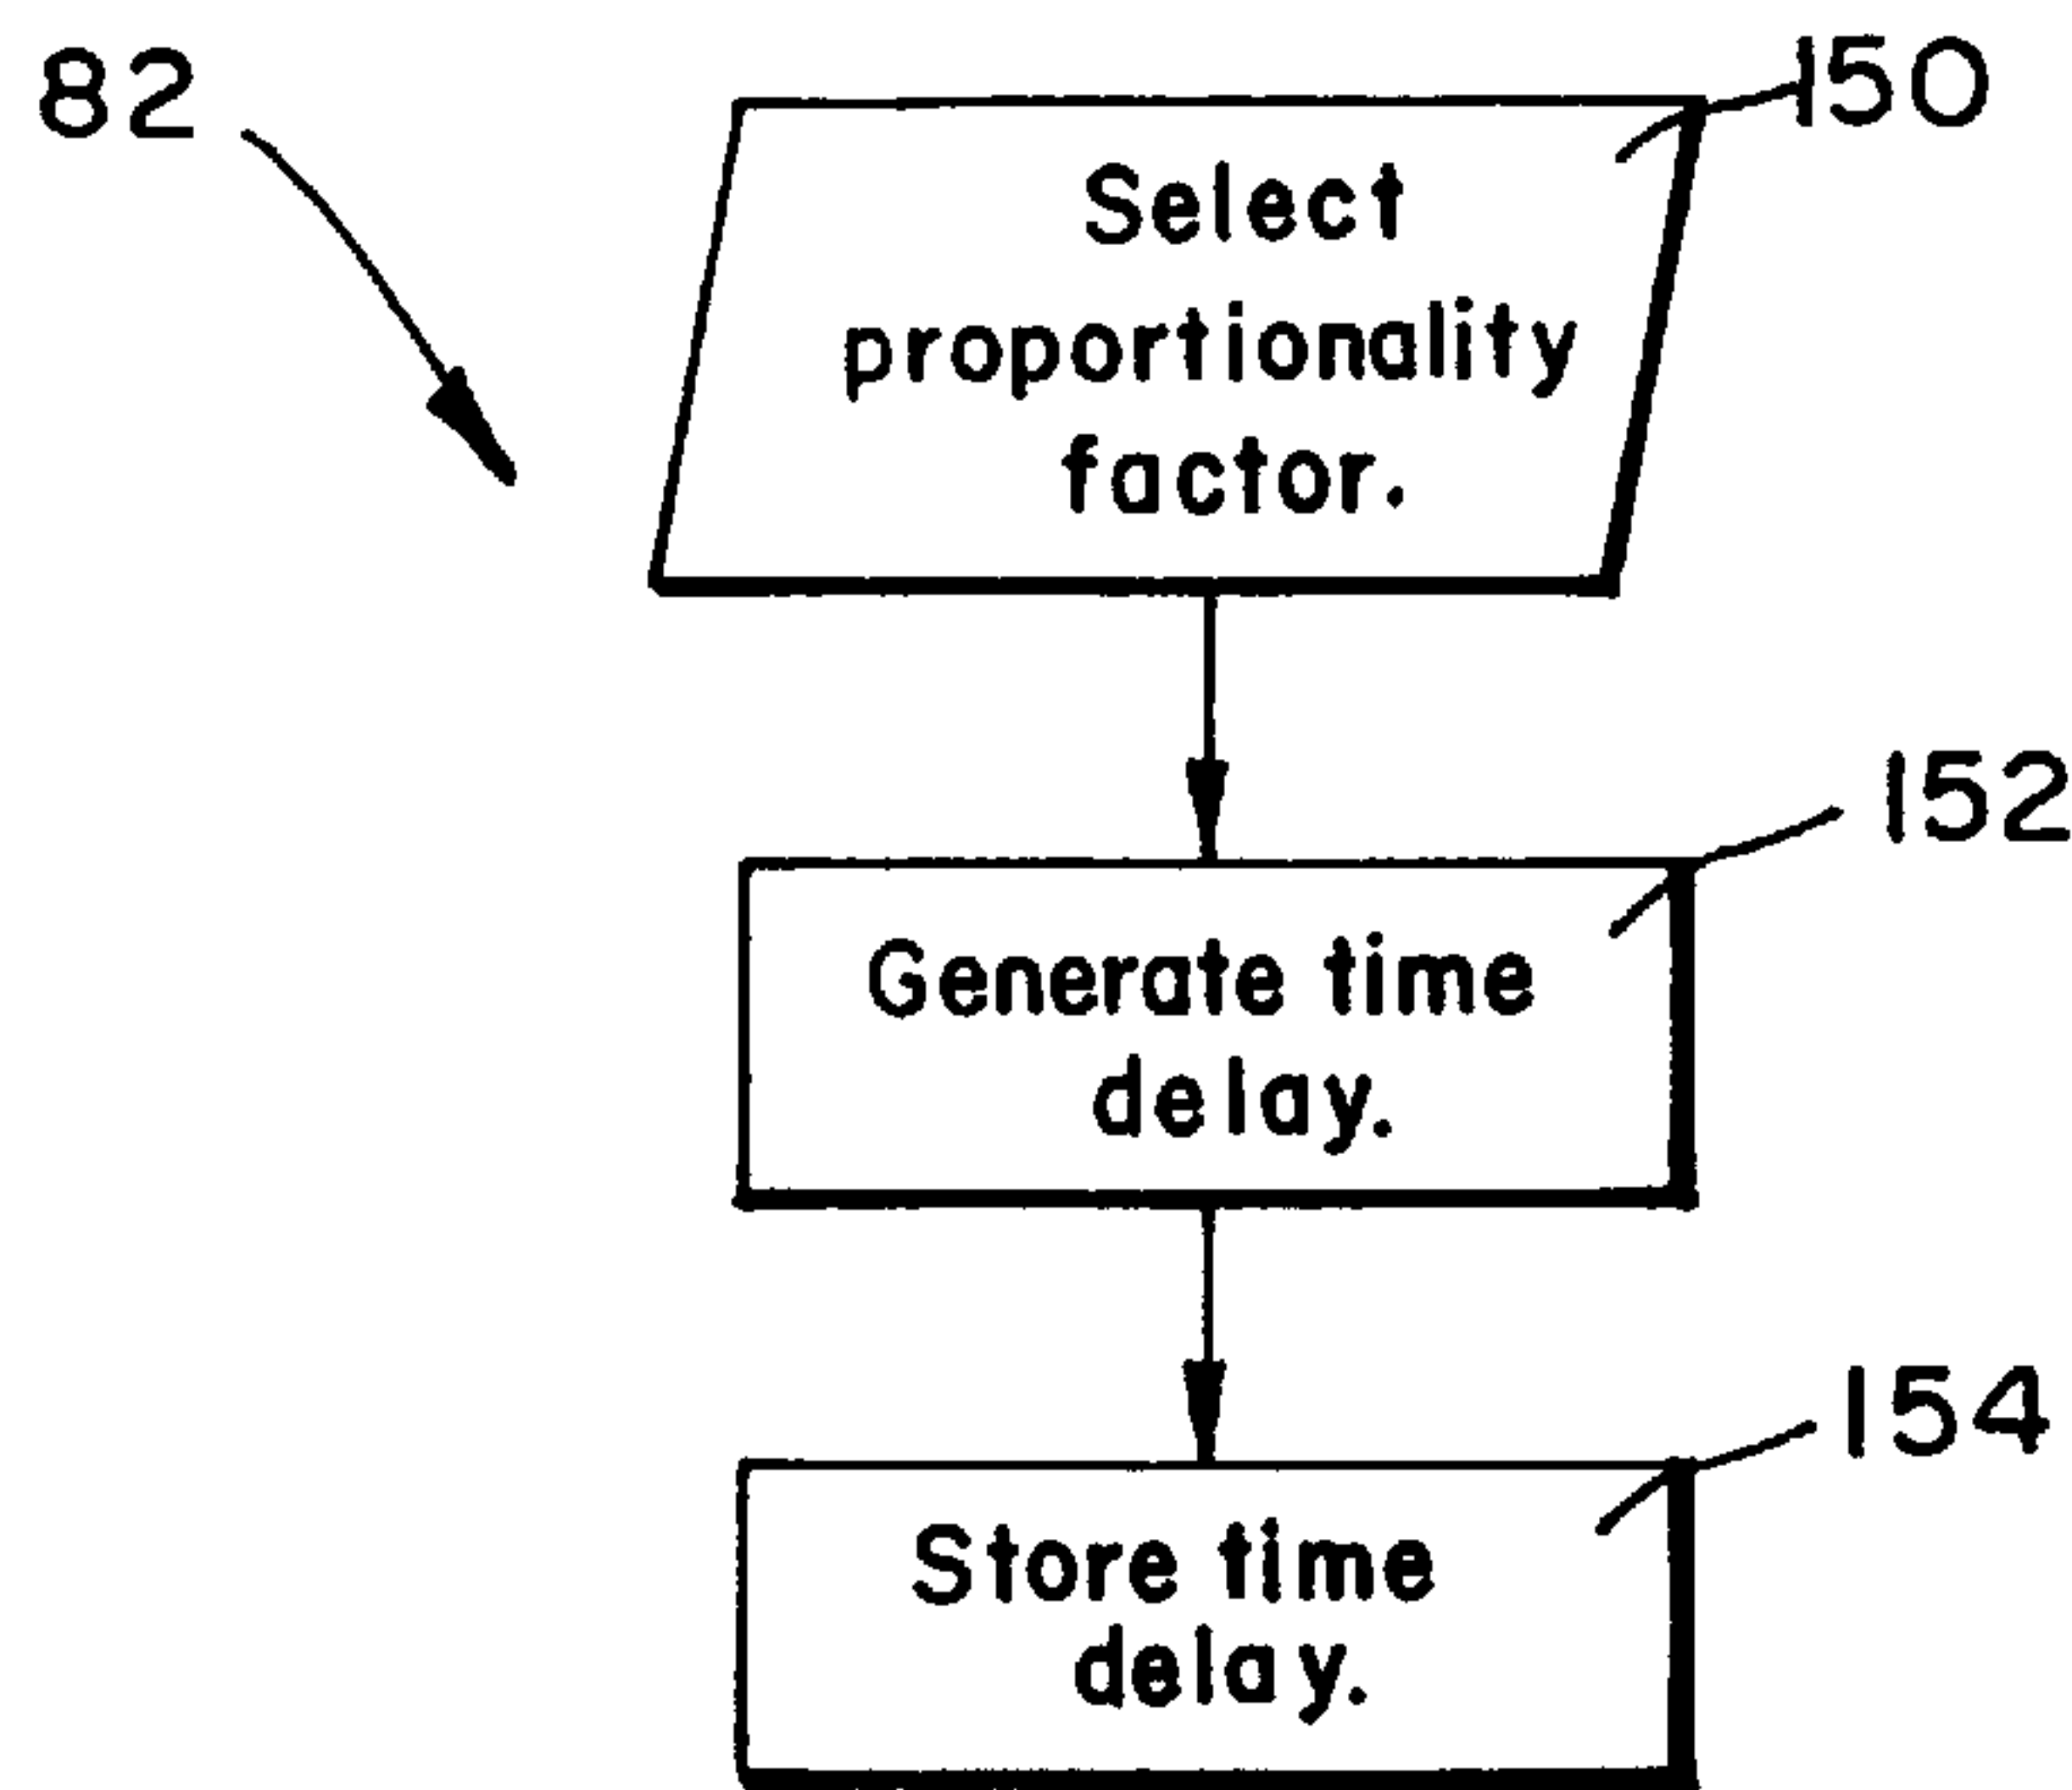 82
150
Select
proportionality
factor.
152
Generate time
delay.
154
Store time
delay.